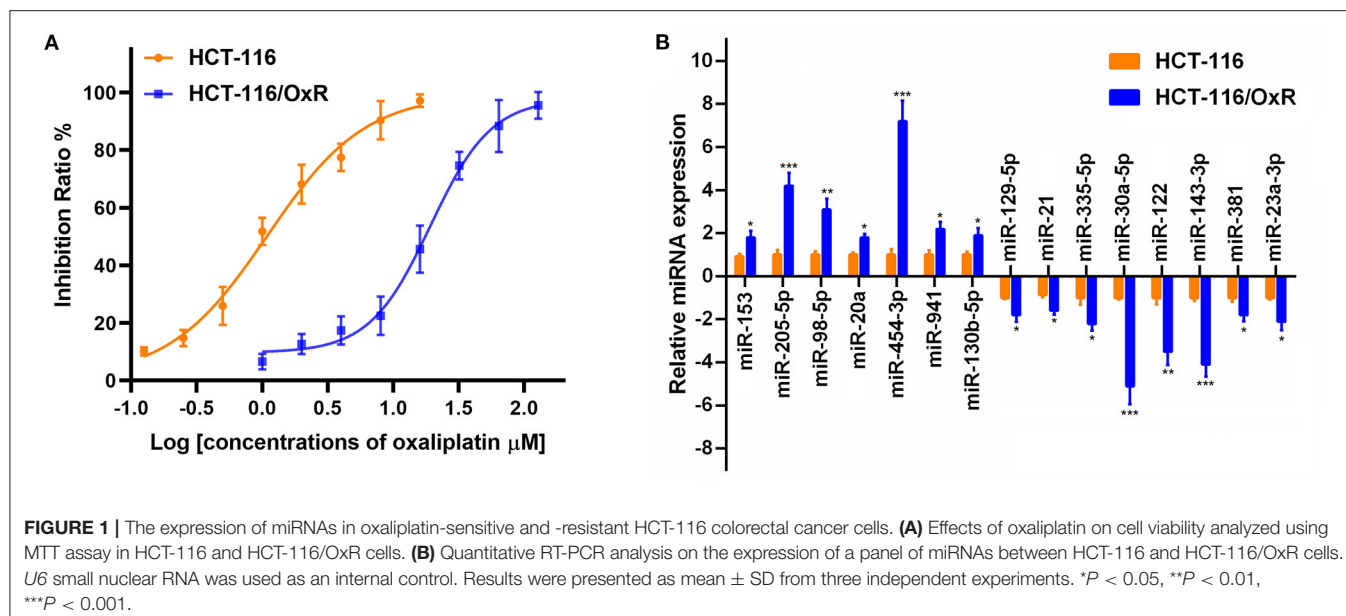 A
HCT-116
HCT-116/OxR
Inhibition Ratio %
100
80
60
40
20
0
-1.0
0.0
0.5
1.0
1.5
2.0
Log [concentrations of oxaliplatin μM]
B
HCT-116
HCT-116/OxR
Relative miRNA expression
10
8
6
4
2
0
-2
-4
-6
-8
*
***
**
*
***
*
*
miR-153
miR-205-5p
miR-98-5p
miR-20a
miR-454-3p
miR-941
miR-130b-5p
miR-129-5p
miR-21
miR-335-5p
miR-30a-5p
miR-122
miR-143-3p
miR-381
miR-23a-3p
*
*
*
***
**
***
*
*
FIGURE 1 | The expression of miRNAs in oxaliplatin-sensitive and -resistant HCT-116 colorectal cancer cells. (A) Effects of oxaliplatin on cell viability analyzed using
MTT assay in HCT-116 and HCT-116/OxR cells. (B) Quantitative RT-PCR analysis on the expression of a panel of miRNAs between HCT-116 and HCT-116/OxR cells.
U6 small nuclear RNA was used as an internal control. Results were presented as mean ± SD from three independent experiments. *P < 0.05, **P < 0.01,
***P < 0.001.